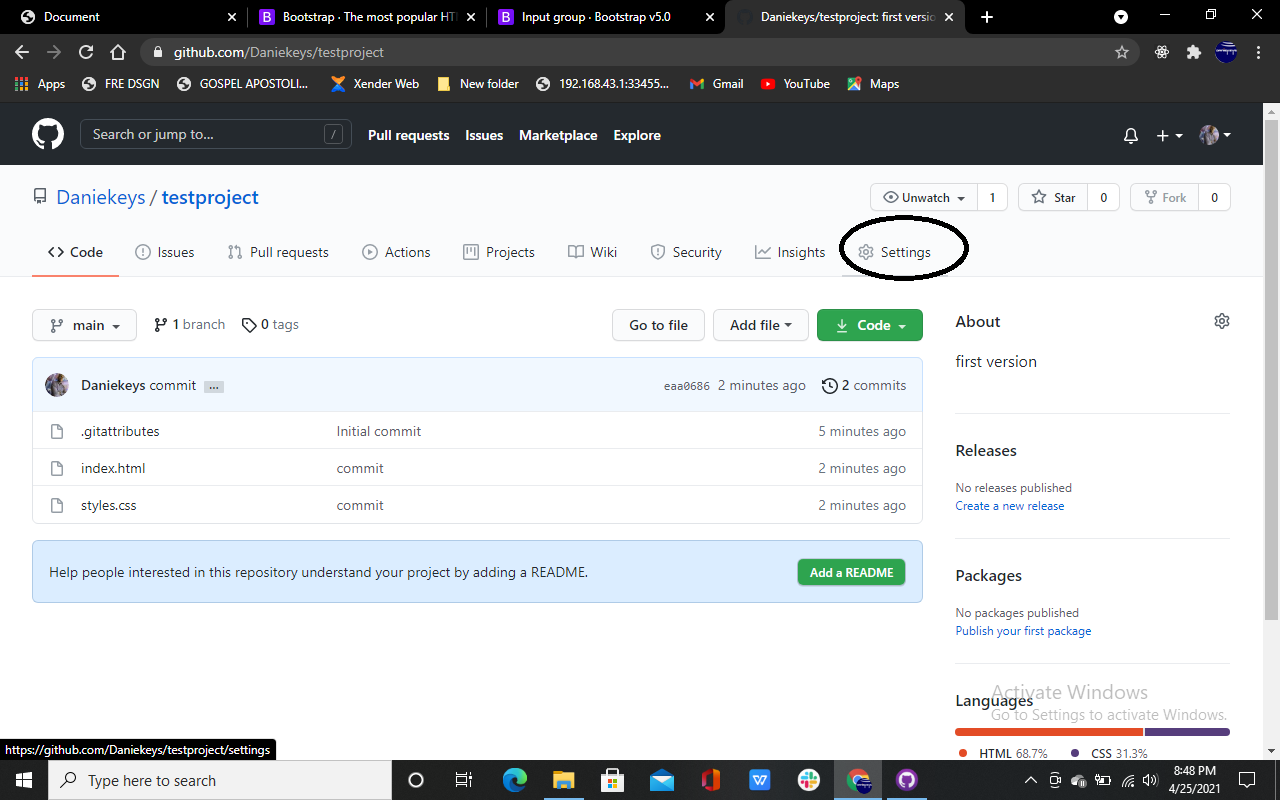 Document
Bootstrap · The most popular HT
Input group · Bootstrap v5.0
Daniekeys/testproject: first versio
github.com/Daniekeys/testproject
Apps
FRE DSGN
GOSPEL APOSTOLI...
Xender Web
New folder
192.168.43.1:33455...
Gmail
YouTube
Maps
Search or jump to...
/
Pull requests
Issues
Marketplace
Explore
Daniekeys / testproject
Unwatch 1
Star 0
Fork 0
Code
Issues
Pull requests
Actions
Projects
Wiki
Security
Insights
Settings
main
1 branch
0 tags
Go to file
Add file
Code
Daniekeys commit ...
eaa0686 2 minutes ago
2 commits
.gitattributes Initial commit 5 minutes ago
index.html commit 2 minutes ago
styles.css commit 2 minutes ago
Help people interested in this repository understand your project by adding a README.
Add a README
About
first version
Releases
No releases published
Create a new release
Packages
No packages published
Publish your first package
Languages
HTML 68.7% CSS 31.3%
Activate Windows
Go to Settings to activate Windows.
https://github.com/Daniekeys/testproject/settings
Type here to search
8:48 PM
4/25/2021